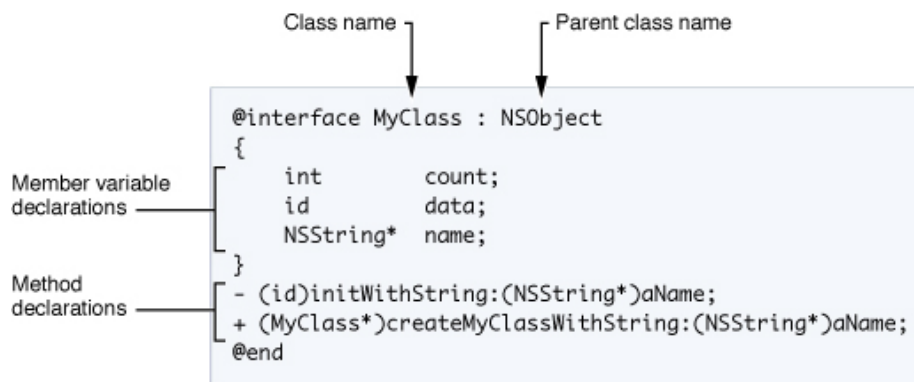 Class name
Parent class name
@interface MyClass : NSObject
{
Member variable
declarations
int count;
id data;
NSString* name;
}
Method
declarations
- (id)initWithString:(NSString*)aName;
+ (MyClass*)createMyClassWithString:(NSString*)aName;
@end